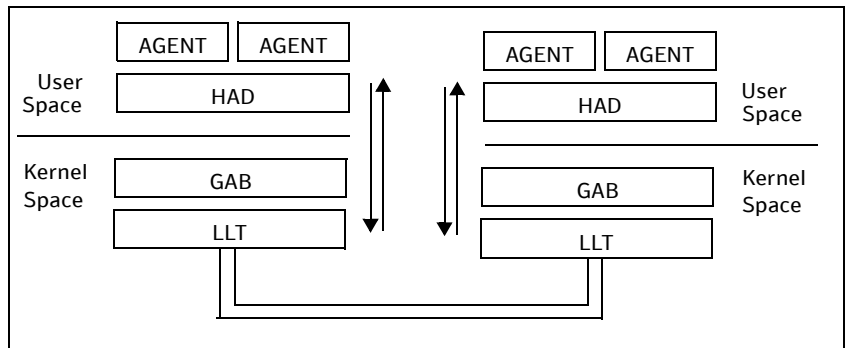 AGENT AGENT
User
Space
HAD
Kernel
Space
GAB
LLT
AGENT AGENT
HAD
User
Space
GAB
Kernel
Space
LLT